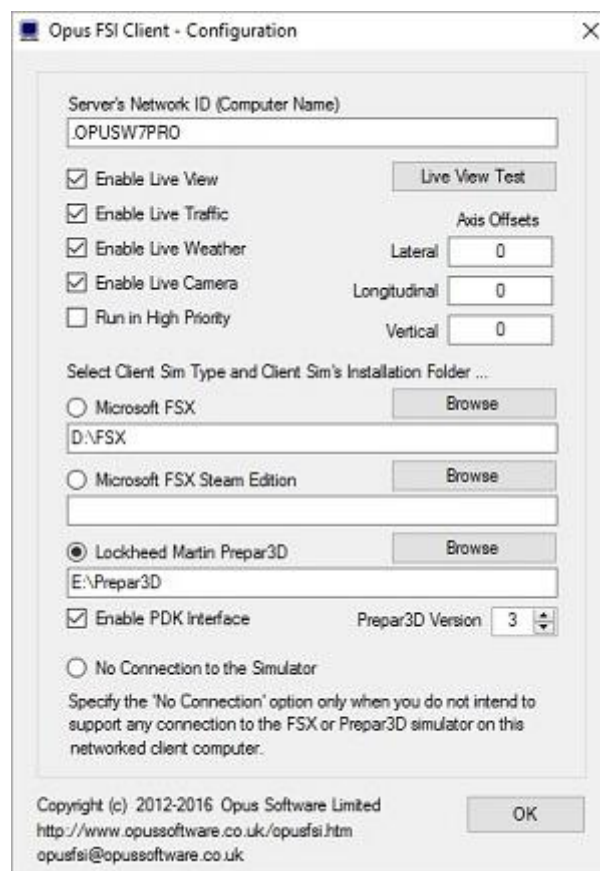 Opus FSI Client - Configuration
Server's Network ID (Computer Name)
.OPUSW7PRO
Enable Live View
Live View Test
Enable Live Traffic
Axis Offsets
Enable Live Weather
Lateral 0
Enable Live Camera
Longitudinal 0
Run in High Priority
Vertical 0
Select Client Sim Type and Client Sim's Installation Folder ...
Microsoft FSX
Browse
D:\FSX
Microsoft FSX Steam Edition
Browse
Lockheed Martin Prepar3D
Browse
E:\Prepar3D
Enable PDK Interface
Prepar3D Version 3
No Connection to the Simulator
Specify the 'No Connection' option only when you do not intend to
support any connection to the FSX or Prepar3D simulator on this
networked client computer.
Copyright (c) 2012-2016 Opus Software Limited
http://www.opussoftware.co.uk/opusfsi.htm
opusfsi@opussoftware.co.uk
OK